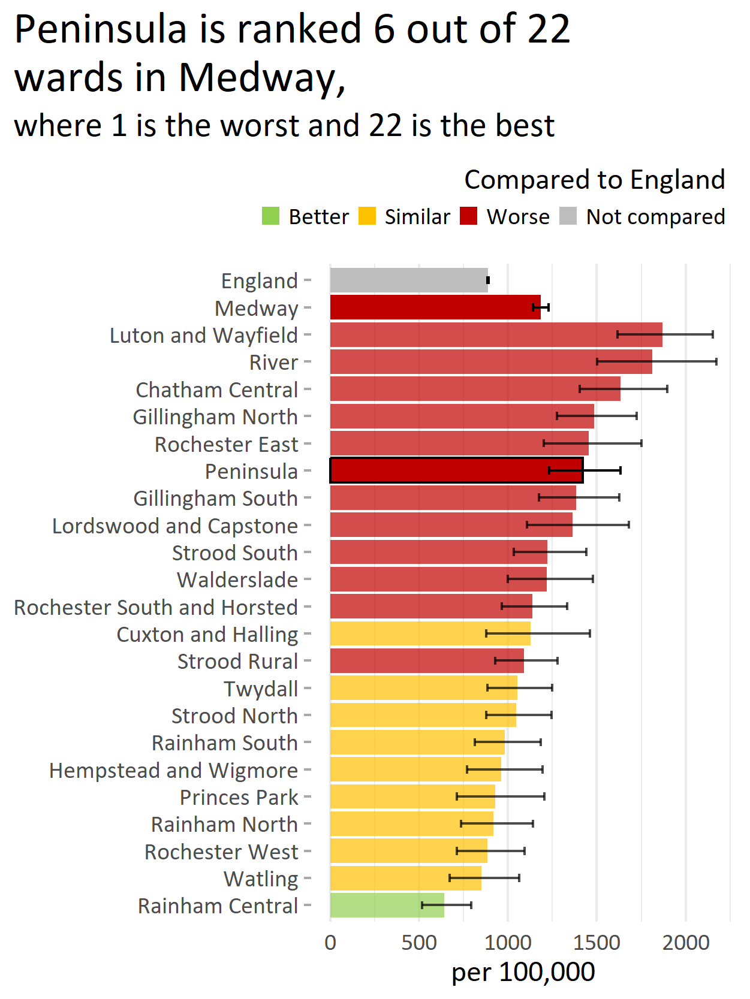 Peninsula is ranked 6 out of 22
wards in Medway,
where 1 is the worst and 22 is the best
Compared to England
Better Similar Worse Not compared
England
Medway
Luton and Wayfield
River
Chatham Central
Gillingham North
Rochester East
Peninsula
Gillingham South
Lordswood and Capstone
Strood South
Walderslade
Rochester South and Horsted
Cuxton and Halling
Strood Rural
Twydall
Strood North
Rainham South
Hempstead and Wigmore
Princes Park
Rainham North
Rochester West
Watling
Rainham Central
0 500 1000 1500 2000
per 100,000